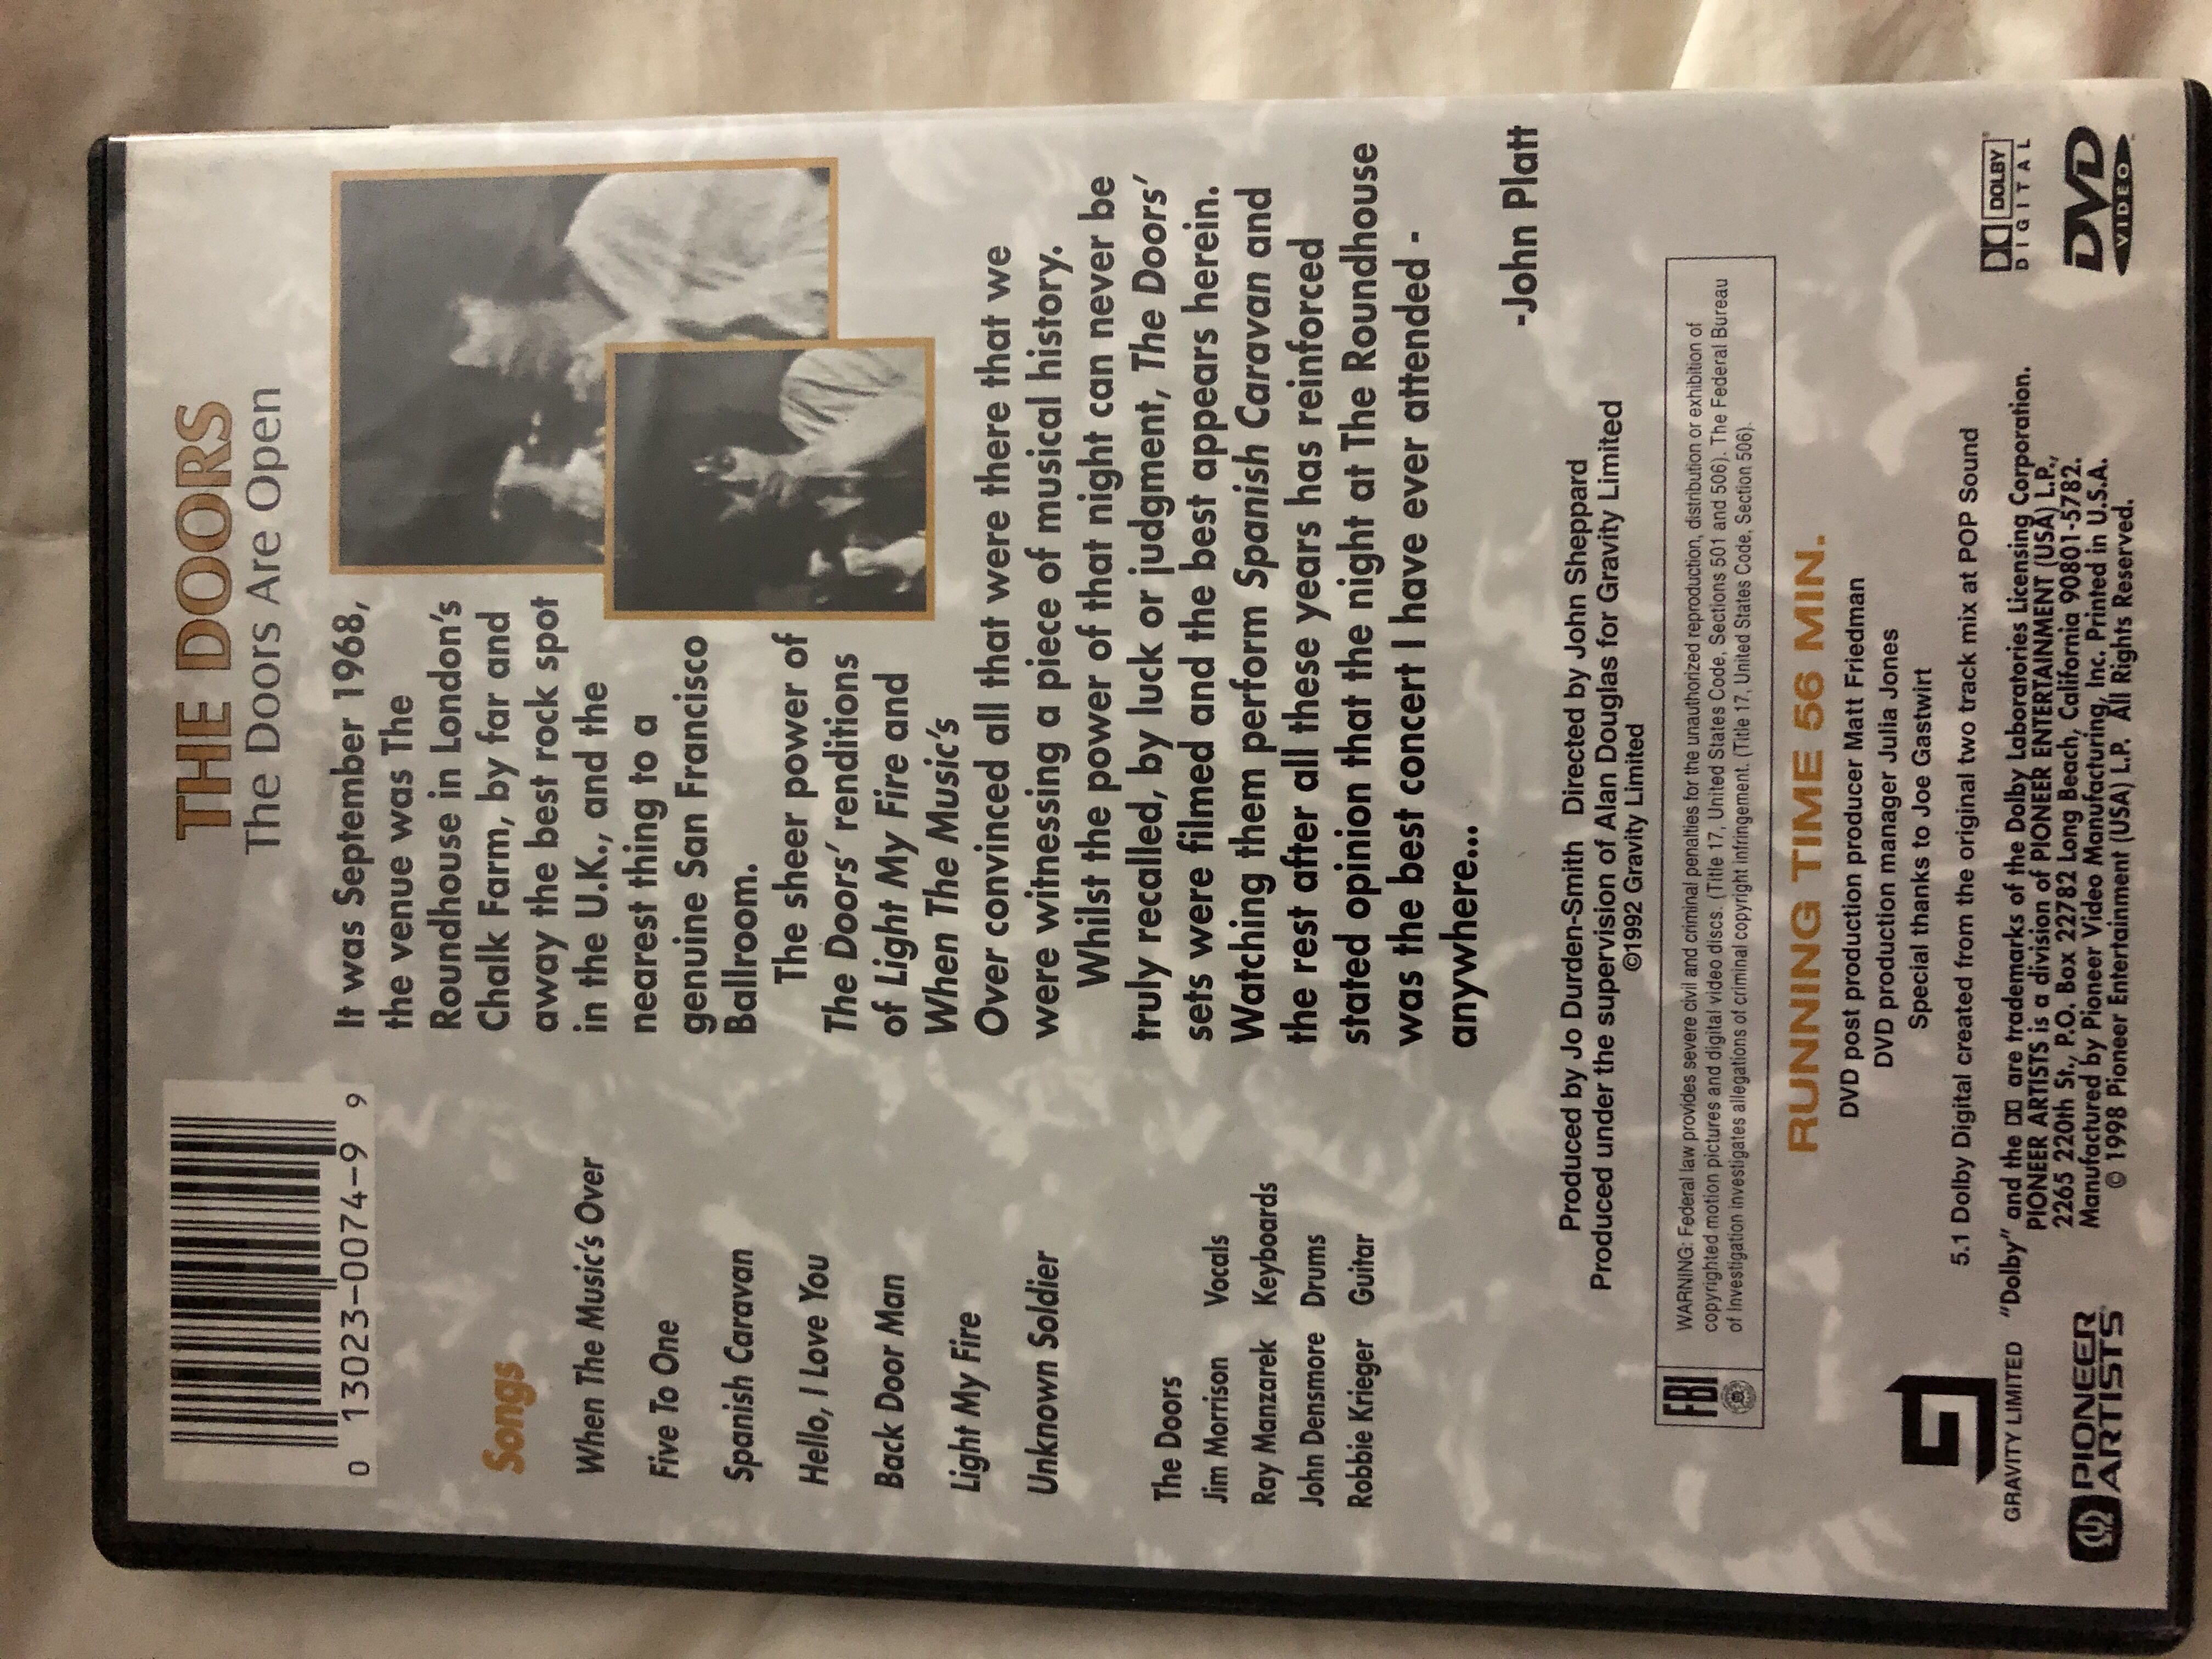 THE DOORS
The Doors Are Open
0 13023-0074-9 9
Songs
When The Music's Over
Five To One
Spanish Caravan
Hello, I Love You
Back Door Man
Light My Fire
Unknown Soldier
The Doors
Jim Morrison Vocals
Ray Manzarek Keyboards
John Densmore Drums
Robbie Krieger Guitar
It was September 1968,
the venue was The
Roundhouse in London's
Chalk Farm, by far and
away the best rock spot
in the U.K., and the
nearest thing to a
genuine San Francisco
Ballroom.
The sheer power of
The Doors' renditions
of Light My Fire and
When The Music's
Over convinced all that were there that we
were witnessing a piece of musical history.
Whilst the power of that night can never be
truly recalled, by luck or judgment, The Doors'
sets were filmed and the best appears herein.
Watching them perform Spanish Caravan and
the rest after all these years has reinforced
stated opinion that the night at The Roundhouse
was the best concert I have ever attended -
anywhere...
-John Platt
Produced by Jo Durden-Smith Directed by John Sheppard
Produced under the supervision of Alan Douglas for Gravity Limited
©1992 Gravity Limited
FBI
WARNING: Federal law provides severe civil and criminal penalties for the unauthorized reproduction, distribution or exhibition of
copyrighted motion pictures and digital video discs. (Title 17, United States Code, Sections 501 and 506). The Federal Bureau
of Investigation investigates allegations of criminal copyright infringement. (Title 17, United States Code, Section 506).
RUNNING TIME 56 MIN.
DVD post production producer Matt Friedman
DVD production manager Julia Jones
Special thanks to Joe Gastwirt
5.1 Dolby Digital created from the original two track mix at POP Sound
GRAVITY LIMITED
"Dolby" and the DD are trademarks of the Dolby Laboratories Licensing Corporation.
PIONEER ARTISTS is a division of PIONEER ENTERTAINMENT (USA) L.P.,
2265 220th St., P.O. Box 22782 Long Beach, California 90801-5782.
Manufactured by Pioneer Video Manufacturing, Inc. Printed in U.S.A.
© 1998 Pioneer Entertainment (USA) L.P. All Rights Reserved.
PIONEER
ARTISTS
DOLBY
DIGITAL
DVD
VIDEO